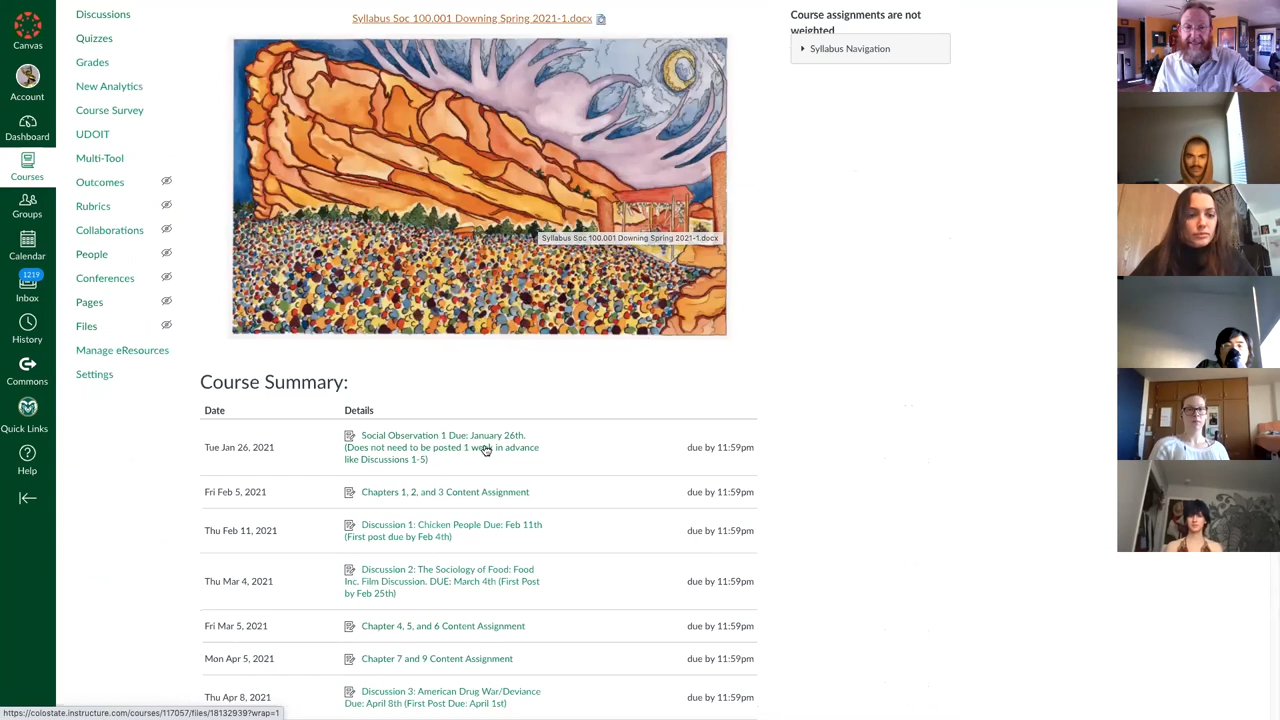 Canvas
Account
Dashboard
Courses
Groups
Calendar
1219
Inbox
History
Commons
Quick Links
Help
Discussions
Quizzes
Grades
New Analytics
Course Survey
UDOIT
Multi-Tool
Outcomes
Rubrics
Collaborations
People
Conferences
Pages
Files
Manage eResources
Settings
Syllabus Soc 100.001 Downing Spring 2021-1.docx
Syllabus Soc 100.001 Downing Spring 2021-1.docx
Course Summary:
Date Details
Tue Jan 26, 2021 Social Observation 1 Due: January 26th. due by 11:59pm
(Does not need to be posted 1 week in advance
like Discussions 1-5)
Fri Feb 5, 2021 Chapters 1, 2, and 3 Content Assignment due by 11:59pm
Thu Feb 11, 2021 Discussion 1: Chicken People Due: Feb 11th due by 11:59pm
(First post due by Feb 4th)
Thu Mar 4, 2021 Discussion 2: The Sociology of Food: Food due by 11:59pm
Inc. Film Discussion. DUE: March 4th (First Post
by Feb 25th)
Fri Mar 5, 2021 Chapter 4, 5, and 6 Content Assignment due by 11:59pm
Mon Apr 5, 2021 Chapter 7 and 9 Content Assignment due by 11:59pm
Thu Apr 8, 2021 Discussion 3: American Drug War/Deviance due by 11:59pm
Due: April 8th (First Post Due: April 1st)
Course assignments are not
weighted
Syllabus Navigation
https://colostate.instructure.com/courses/117057/files/18132939?wrap=1